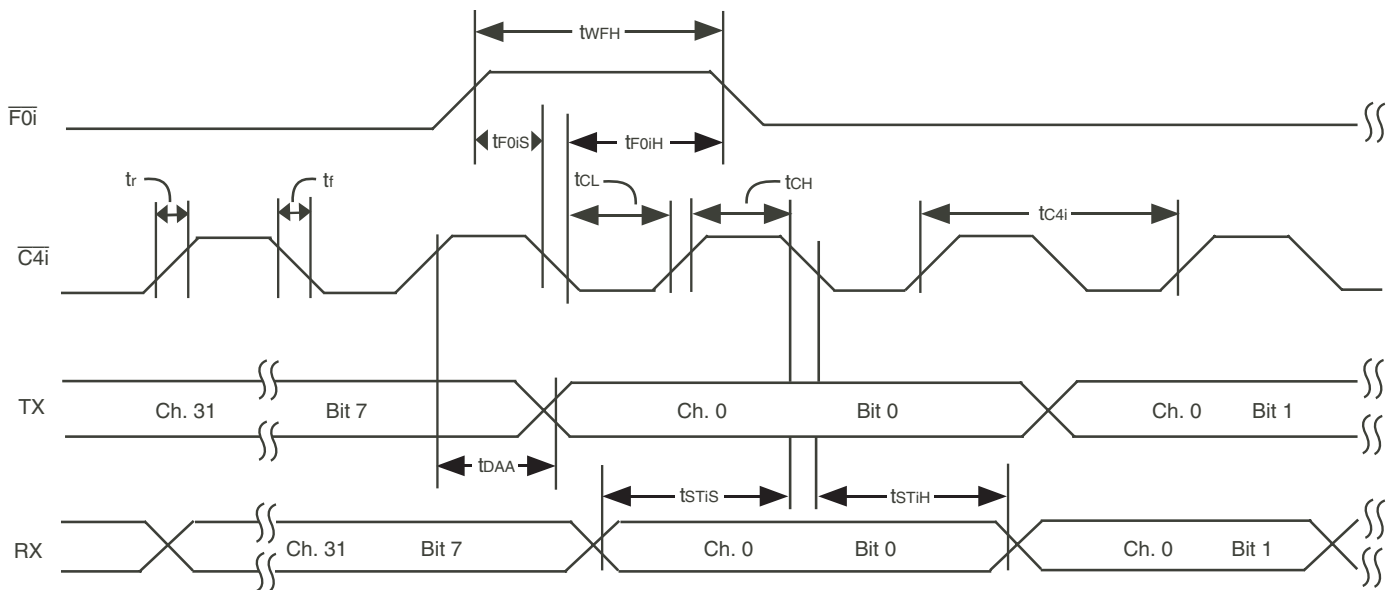 tWFH
F0i
tF0iS
tF0iH
tr
tf
tCL
tCH
tC4i
C4i
TX
Ch. 31 Bit 7
Ch. 0 Bit 0
Ch. 0 Bit 1
tDAA
tSTiS
tSTiH
RX
Ch. 31 Bit 7
Ch. 0 Bit 0
Ch. 0 Bit 1